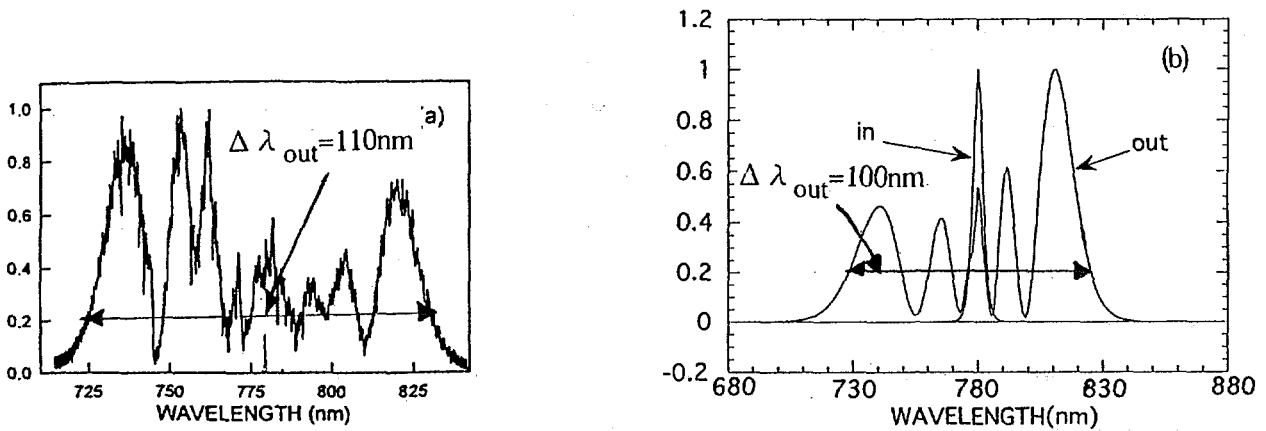 1.0
0.8
0.6
0.4
0.2
0.0
a)
Δ λ out=110nm
725 750 775 800 825
WAVELENGTH (nm)
1.2
1
0.8
0.6
0.4
0.2
0
-0.2
(b)
in
out
Δ λ out=100nm
680 730 780 830 880
WAVELENGTH(nm)